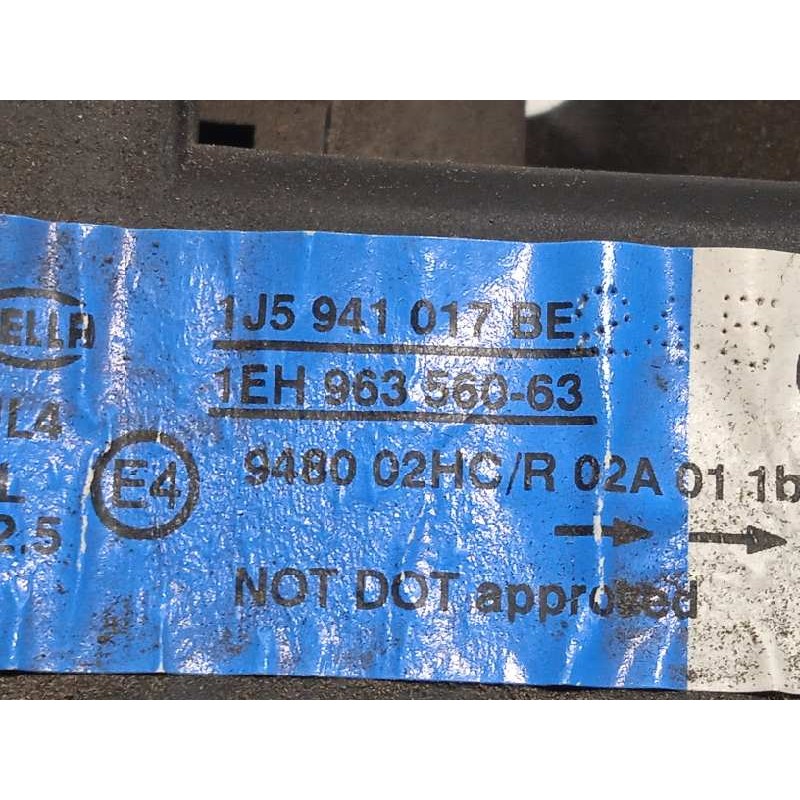 1J5 941 017 BE
ELLA
1EH 963 560-63
L4
E4
9480 02HC/R 02A 01 1b
2.5
NOT DOT approved